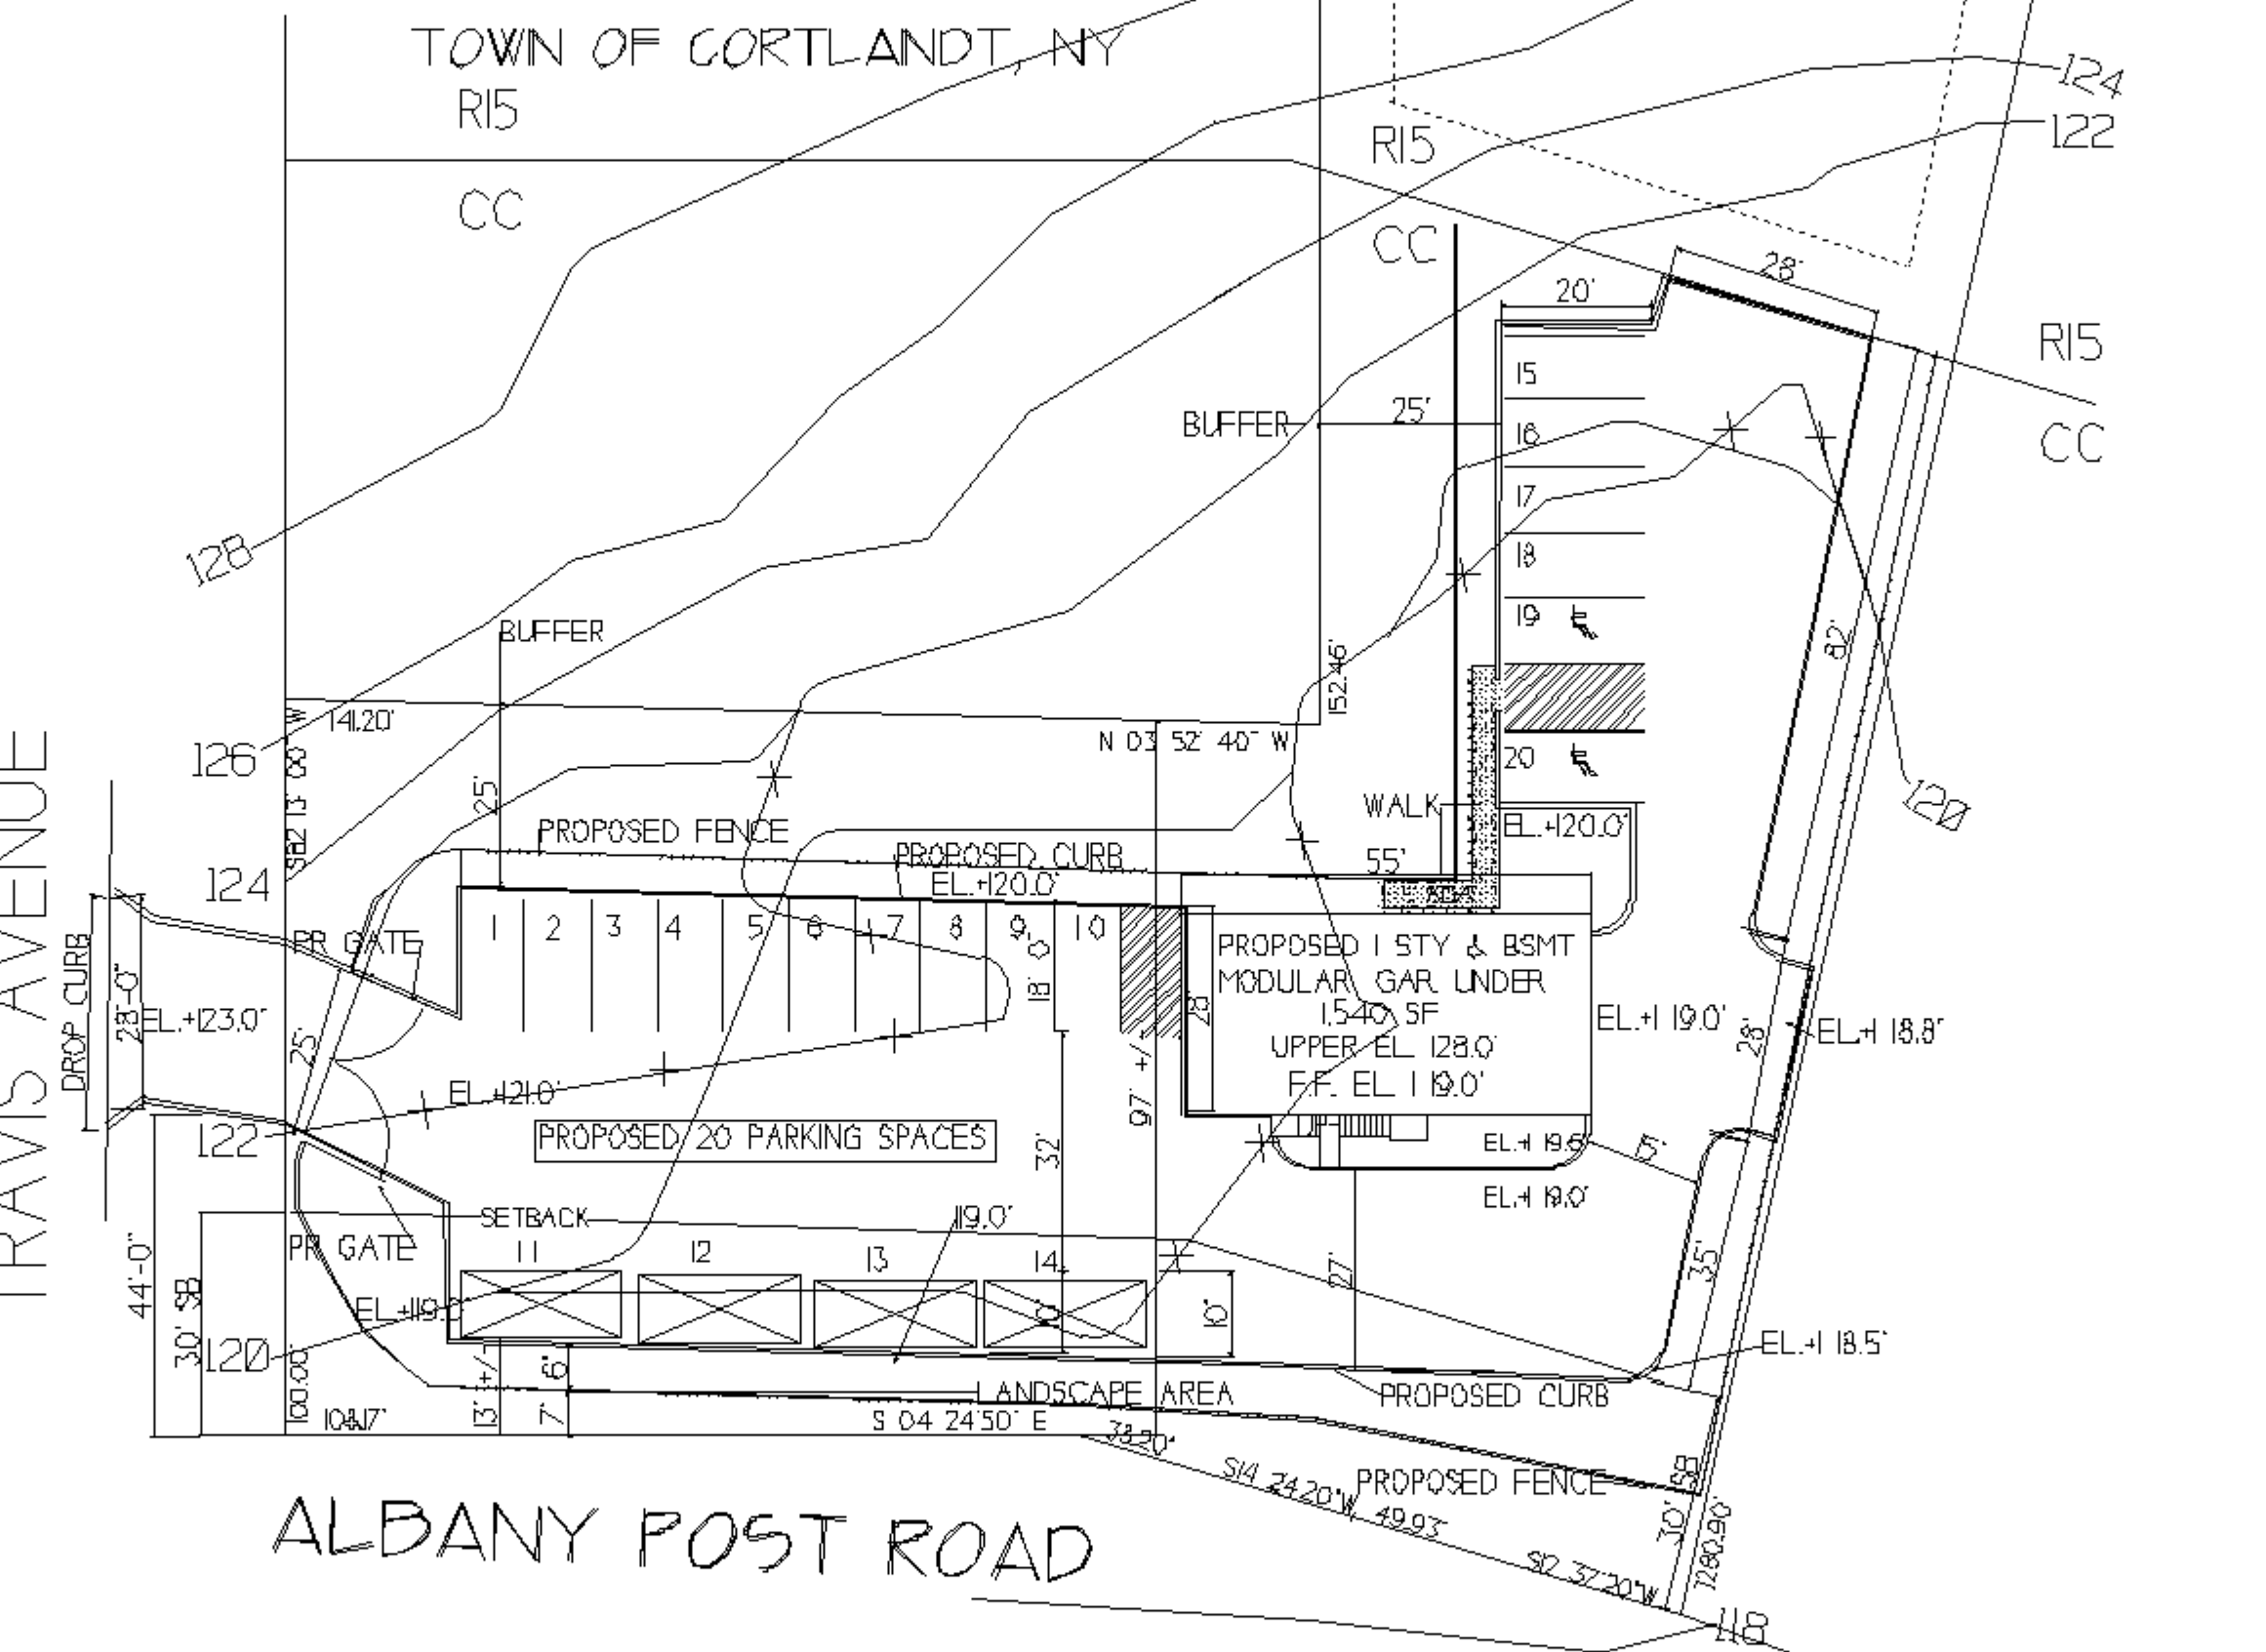 TOWN OF CORTLANDT, NY
R15
CC
R15
CC
124
122
28'
20'
R15
CC
15
BUFFER
25'
16
17
18
19
128
BUFFER
82'
152.46'
141.20'
N 03 52' 40" W
126
20
120
25'
WALK
EL.+120.0'
PROPOSED FENCE
PROPOSED CURB
55'
EL.+120.0'
124
1
2
3
4
5
6
7
8
9
10
18'
PR GATE
DROP CURB
EL.+123.0'
25'
PROPOSED 1 STY & BSMT
MODULAR GAR UNDER
1,540 SF
UPPER EL. 128.0'
F.F. EL. 119.0'
28'
EL.+119.0'
28'
EL.+118.8'
EL.+121.0'
97' +/-
122
PROPOSED 20 PARKING SPACES
32'
EL.+119.5'
15'
EL.+119.0'
TRAVIS AVENUE
SETBACK
119.0'
PR GATE
11
12
13
14
44'-0"
30' SB
27'
35'
EL.+119.0
10'
120
EL.+118.5'
100.00'
13' +/-
6'
7'
LANDSCAPE AREA
PROPOSED CURB
S 04 24'50" E
38.20'
S14 24'20"W
49.93'
PROPOSED FENCE
30' SB
1280.90'
S12 37'20"W
ALBANY POST ROAD
118